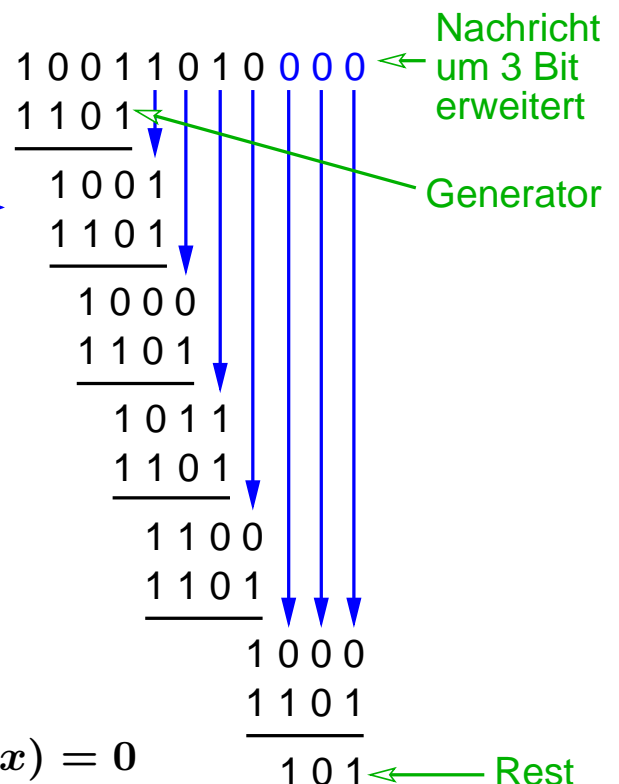 1 0 0 1 1 0 1 0 0 0 0
Nachricht
um 3 Bit
erweitert
1 1 0 1
Generator
1 0 0 1
1 1 0 1
1 0 0 0
1 1 0 1
1 0 1 1
1 1 0 1
1 1 0 0
1 1 0 1
1 0 0 0
1 1 0 1
x) = 0
1 0 1
Rest